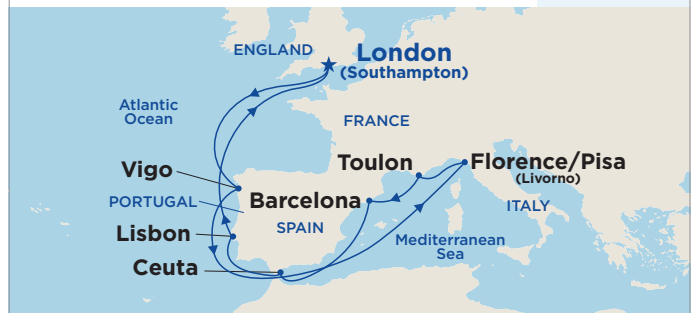 ENGLAND
London
(Southampton)
Atlantic
Ocean
FRANCE
Toulon
Florence/Pisa
(Livorno)
Vigo
PORTUGAL
Barcelona
ITALY
SPAIN
Lisbon
Mediterranean
Sea
Ceuta